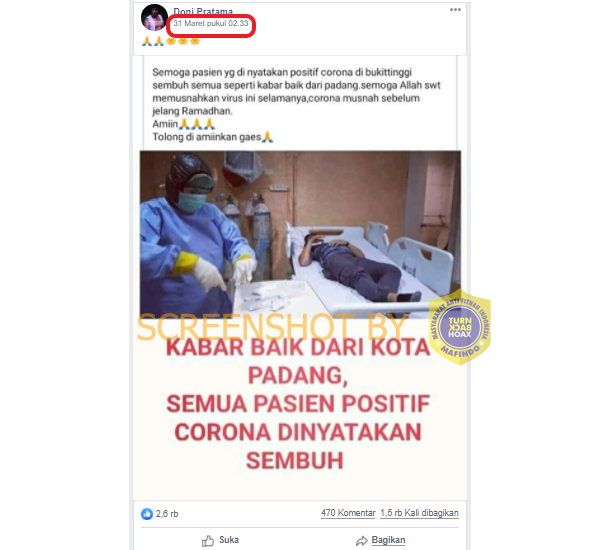 Doni Pratama
31 Maret pukul 02.33
Semoga pasien yg di nyatakan positif corona di bukittinggi
sembuh semua seperti kabar baik dari padang.semoga Allah swt
memusnahkan virus ini selamanya,corona musnah sebelum
jelang Ramadhan.
Amiin🙏🙏🙏
Tolong di amiinkan gaes🙏
SCREENSHOT BY
MASYARAKAT ANTI FITNAH INDONESIA
TURN
BACK
HOAX
MAFINDO
KABAR BAIK DARI KOTA
PADANG,
SEMUA PASIEN POSITIF
CORONA DINYATAKAN
SEMBUH
2,6 rb
470 Komentar 1,5 rb Kali dibagikan
Suka
Bagikan